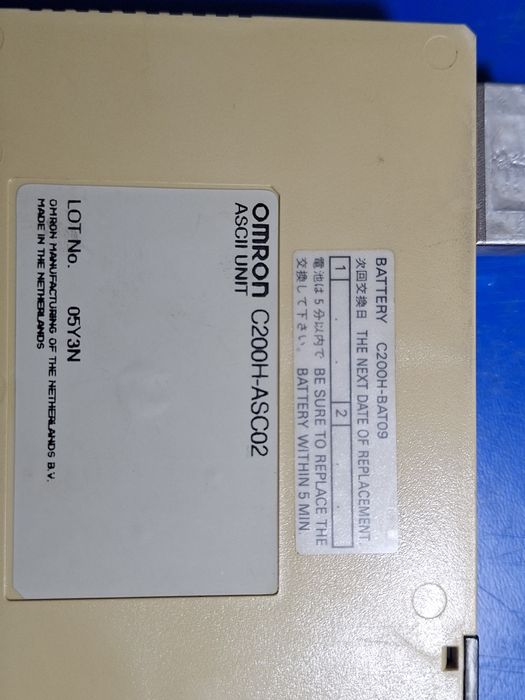 BATTERY C200H-BAT09
次回交換日 THE NEXT DATE OF REPLACEMENT.
1 . . 2 . .
電池は5分以内で BE SURE TO REPLACE THE
交換して下さい。 BATTERY WITHIN 5 MIN.
OMRON C200H-ASC02
ASCII UNIT
LOT No. 05Y3N
OMRON MANUFACTURING OF THE NETHERLANDS B.V.
MADE IN THE NETHERLANDS